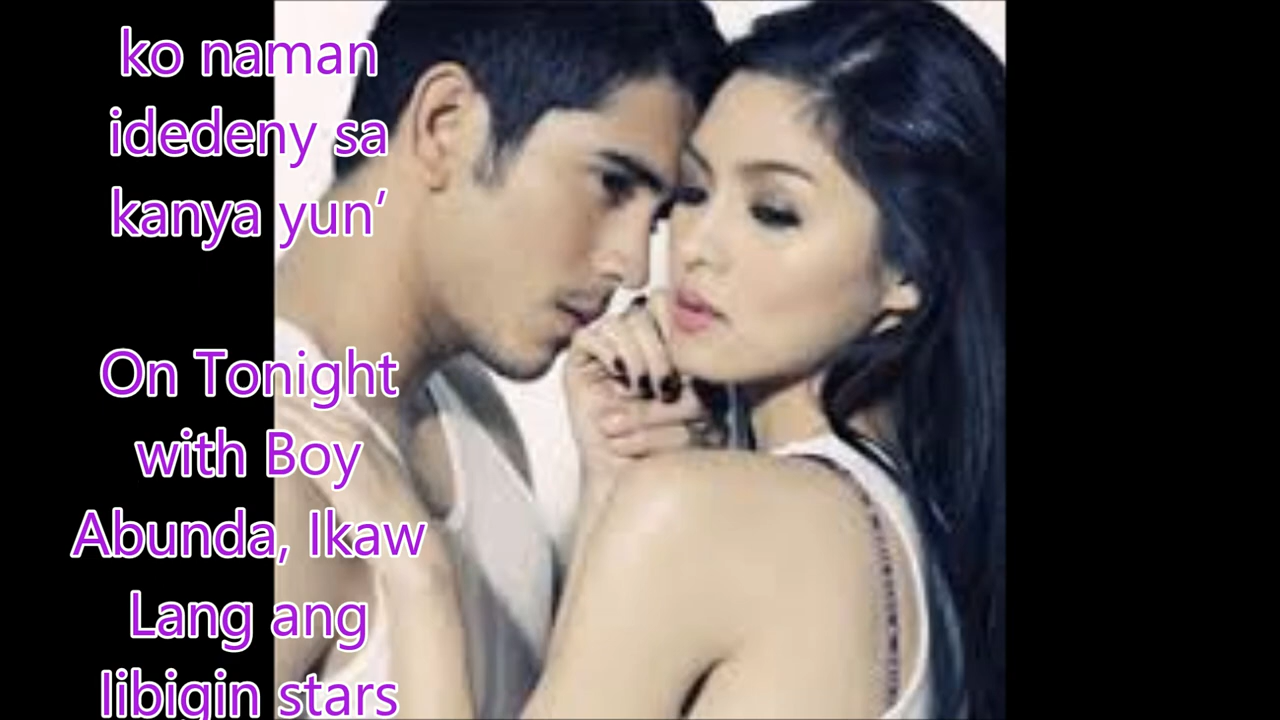 ko naman
idedeny sa
kanya yun’
On Tonight
with Boy
Abunda, Ikaw
Lang ang
Iibigin stars